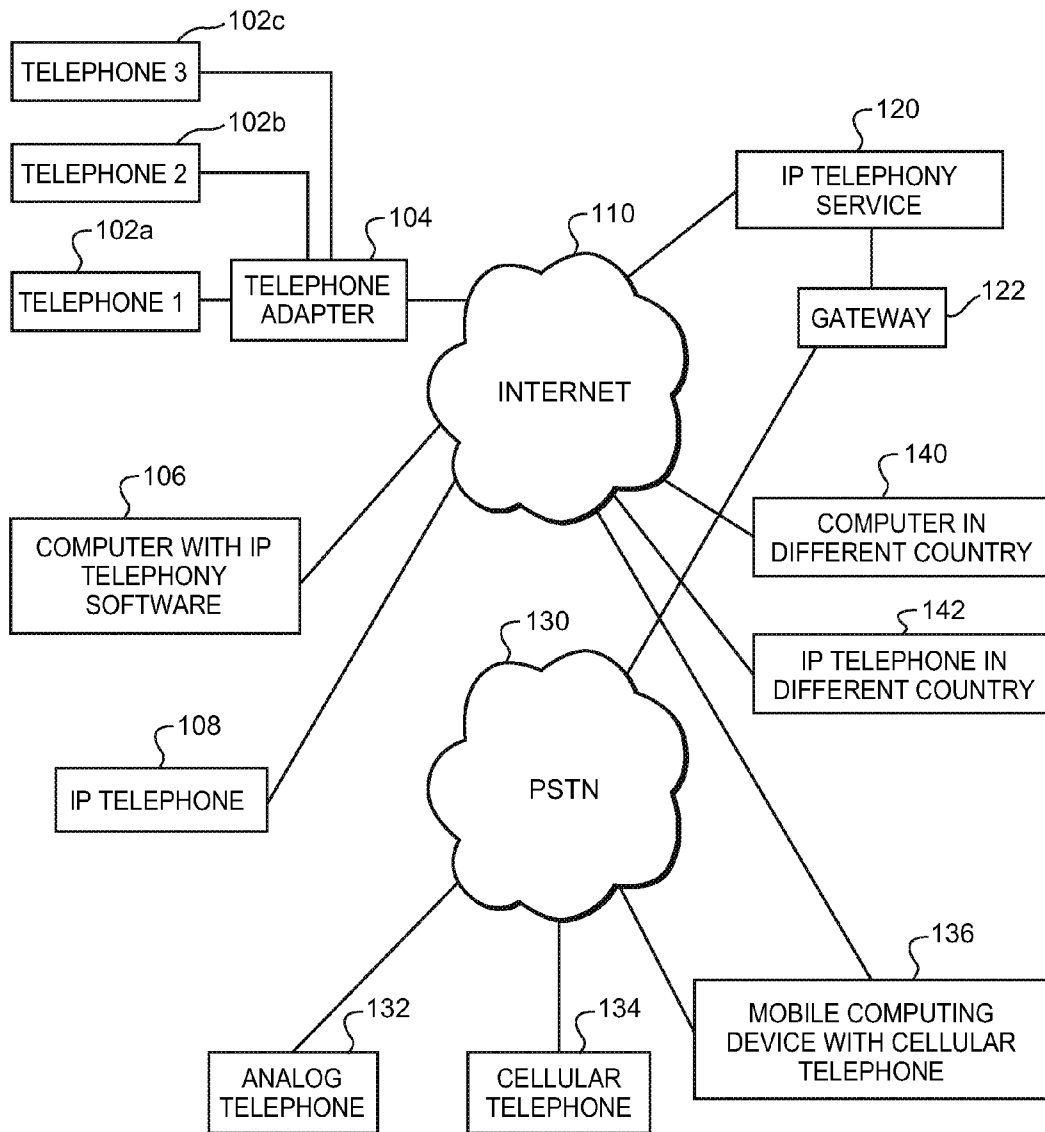 102c
TELEPHONE 3
102b
TELEPHONE 2
102a
TELEPHONE 1
104
TELEPHONE
ADAPTER
110
INTERNET
120
IP TELEPHONY
SERVICE
122
GATEWAY
106
COMPUTER WITH IP
TELEPHONY
SOFTWARE
140
COMPUTER IN
DIFFERENT COUNTRY
142
IP TELEPHONE IN
DIFFERENT COUNTRY
108
IP TELEPHONE
130
PSTN
132
ANALOG
TELEPHONE
134
CELLULAR
TELEPHONE
136
MOBILE COMPUTING
DEVICE WITH CELLULAR
TELEPHONE